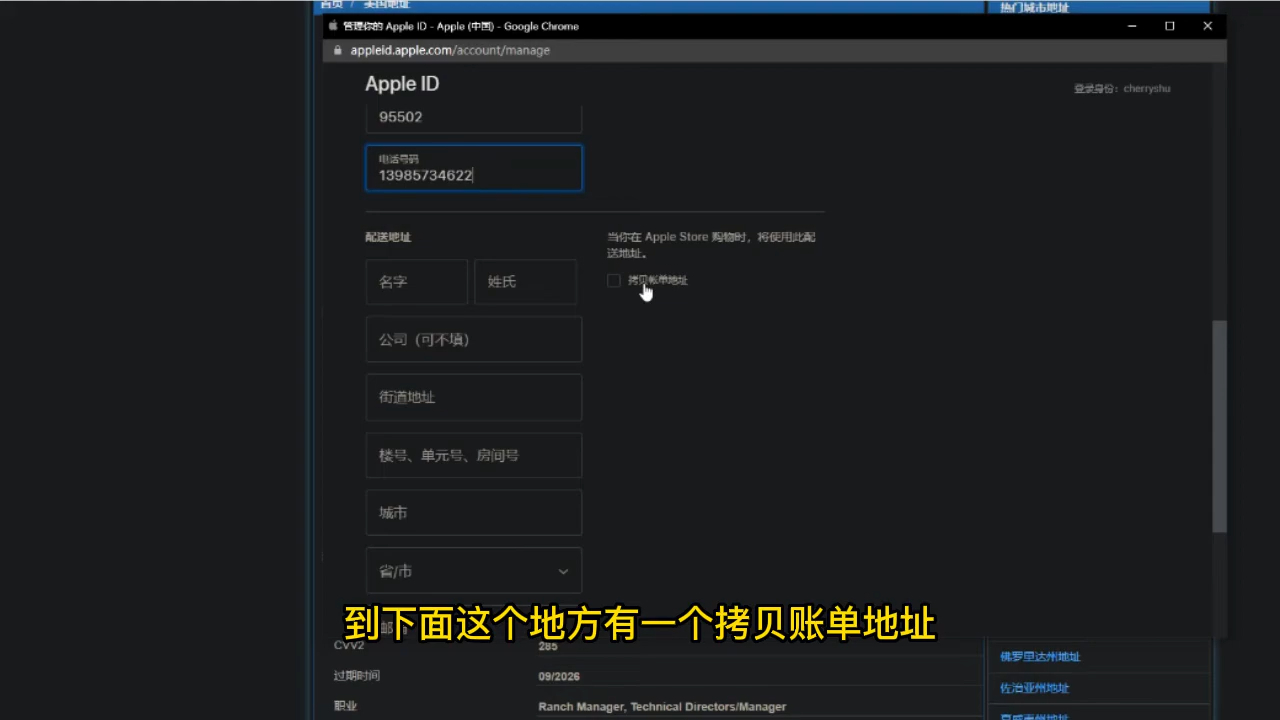 首页 / 美国地址
热门城市地址
管理你的 Apple ID - Apple (中国) - Google Chrome
appleid.apple.com/account/manage
Apple ID
登录身份：cherryshu
95502
电话号码
13985734622
配送地址
当你在 Apple Store 购物时，将使用此配
送地址。
名字
姓氏
拷贝帐单地址
公司（可不填）
街道地址
楼号、单元号、房间号
城市
省/市
到下面这个地方有一个拷贝账单地址
CVV2
285
佛罗里达州地址
过期时间
09/2026
佐治亚州地址
职业
Ranch Manager, Technical Directors/Manager